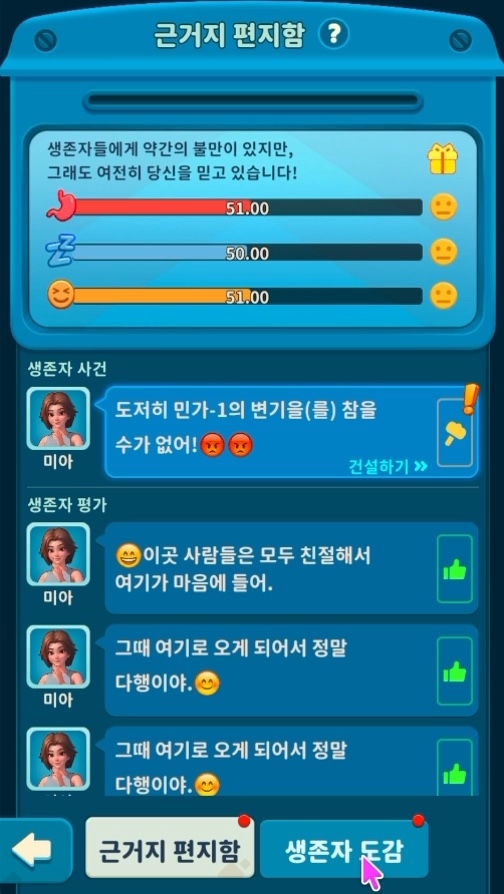 근거지 편지함 ?
생존자들에게 약간의 불만이 있지만,
그래도 여전히 당신을 믿고 있습니다!
51.00
50.00
51.00
생존자 사건
도저히 민가-1의 변기을(를) 참을
수가 없어!😡😡
건설하기 »
미아
생존자 평가
😄이곳 사람들은 모두 친절해서
여기가 마음에 들어.
미아
그때 여기로 오게 되어서 정말
다행이야.😊
미아
그때 여기로 오게 되어서 정말
다행이야.😊
근거지 편지함
생존자 도감